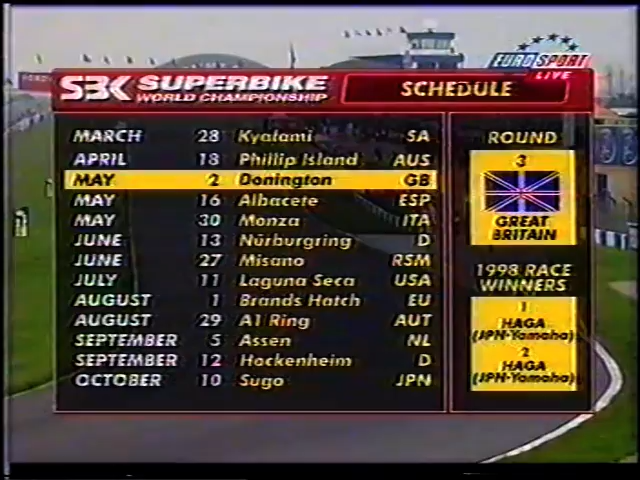 EUROSPORT
LIVE
SBK SUPERBIKE
WORLD CHAMPIONSHIP
SCHEDULE
MARCH 28 Kyalami SA
APRIL 18 Phillip Island AUS
MAY 2 Donington GB
MAY 16 Albacete ESP
MAY 30 Monza ITA
JUNE 13 Nürburgring D
JUNE 27 Misano RSM
JULY 11 Laguna Seca USA
AUGUST 1 Brands Hatch EU
AUGUST 29 A1 Ring AUT
SEPTEMBER 5 Assen NL
SEPTEMBER 12 Hockenheim D
OCTOBER 10 Sugo JPN
ROUND
3
GREAT
BRITAIN
1998 RACE
WINNERS
1
HAGA
(JPN-Yamaha)
2
HAGA
(JPN-Yamaha)